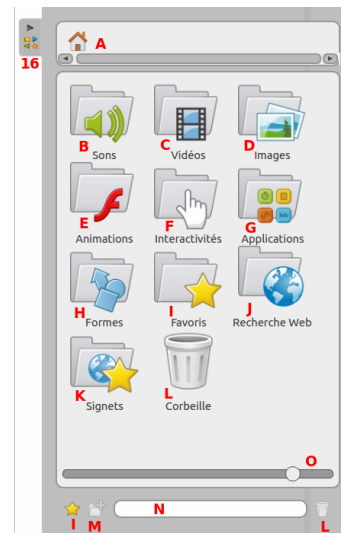 A
16
B
C
D
Sons
Vidéos
Images
E
F
G
Animations
Interactivités
Applications
H
I
J
Formes
Favoris
Recherche Web
K
L
Signets
Corbeille
O
N
I
M
L